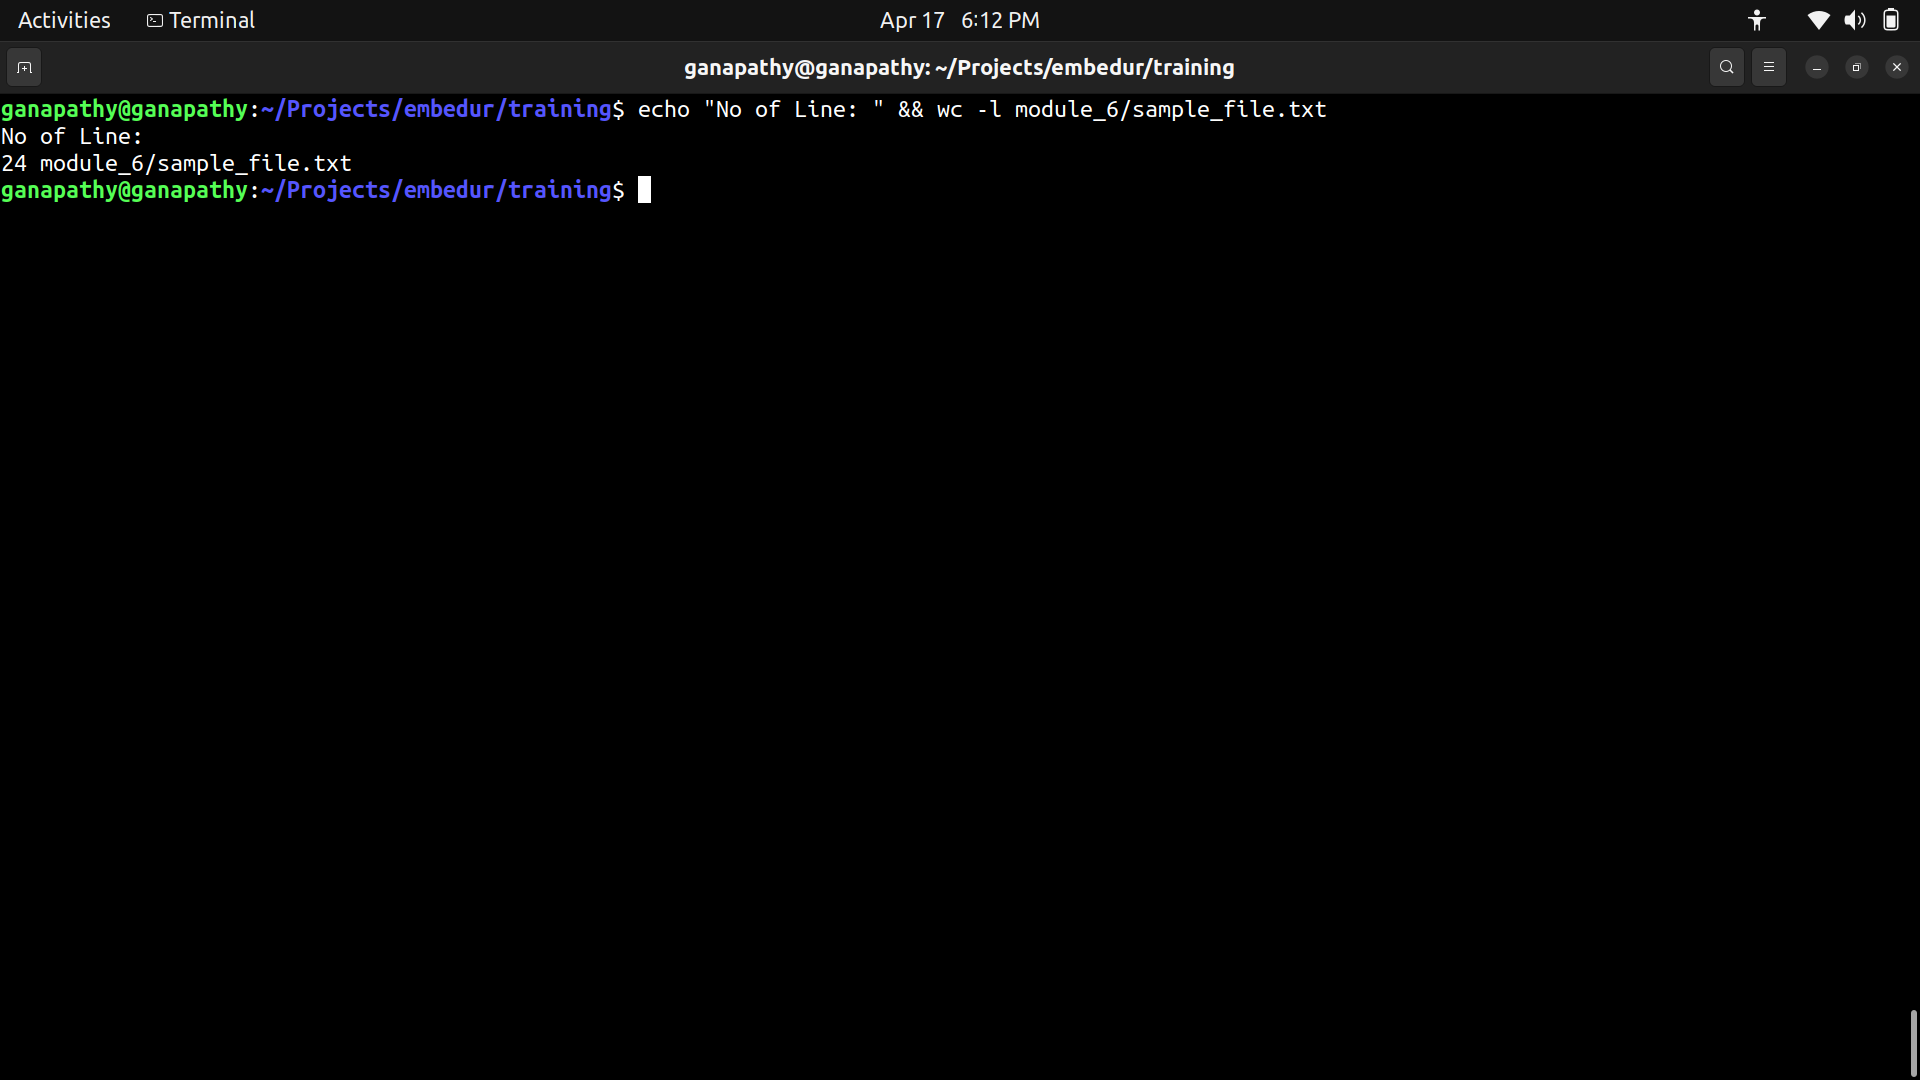 Activities Terminal Apr 17 6:12 PM
ganapathy@ganapathy: ~/Projects/embedur/training
ganapathy@ganapathy:~/Projects/embedur/training$ echo "No of Line: " && wc -l module_6/sample_file.txt
No of Line:
24 module_6/sample_file.txt
ganapathy@ganapathy:~/Projects/embedur/training$